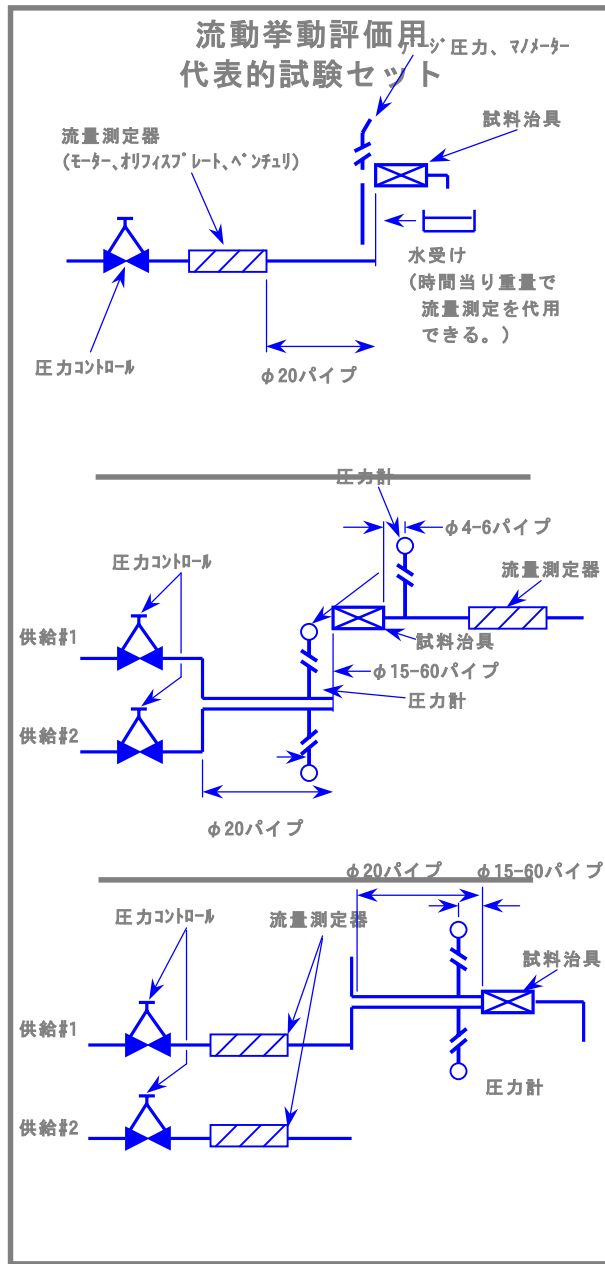 流動挙動評価用
代表的試験セット
ｹﾞｰｼﾞ圧力、ﾏﾉﾒｰﾀｰ
試料治具
流量測定器
(ﾓｰﾀｰ、ｵﾘﾌｨｽﾌﾟﾚｰﾄ、ﾍﾞﾝﾁｭﾘ)
水受け
(時間当り重量で
流量測定を代用
できる。)
圧力ｺﾝﾄﾛｰﾙ
φ20パイプ
圧力計
φ4-6パイプ
圧力ｺﾝﾄﾛｰﾙ
流量測定器
供給#1
試料治具
φ15-60パイプ
圧力計
供給#2
φ20パイプ
φ20パイプ
φ15-60パイプ
圧力ｺﾝﾄﾛｰﾙ
流量測定器
試料治具
供給#1
圧力計
供給#2